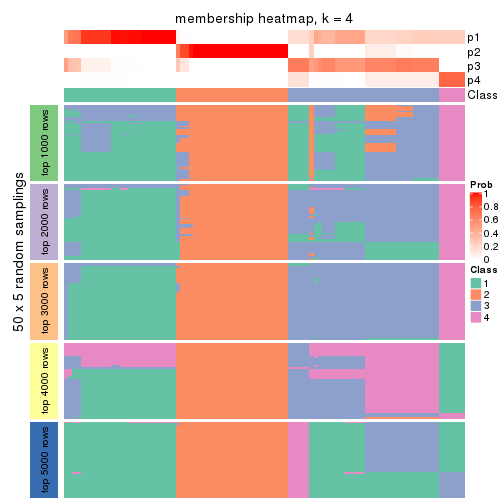 membership heatmap, k = 4
p1
p2
p3
p4
Class
50 x 5 random samplings
top 1000 rows
top 2000 rows
top 3000 rows
top 4000 rows
top 5000 rows
Prob
1
0.8
0.6
0.4
0.2
0
Class
1
2
3
4